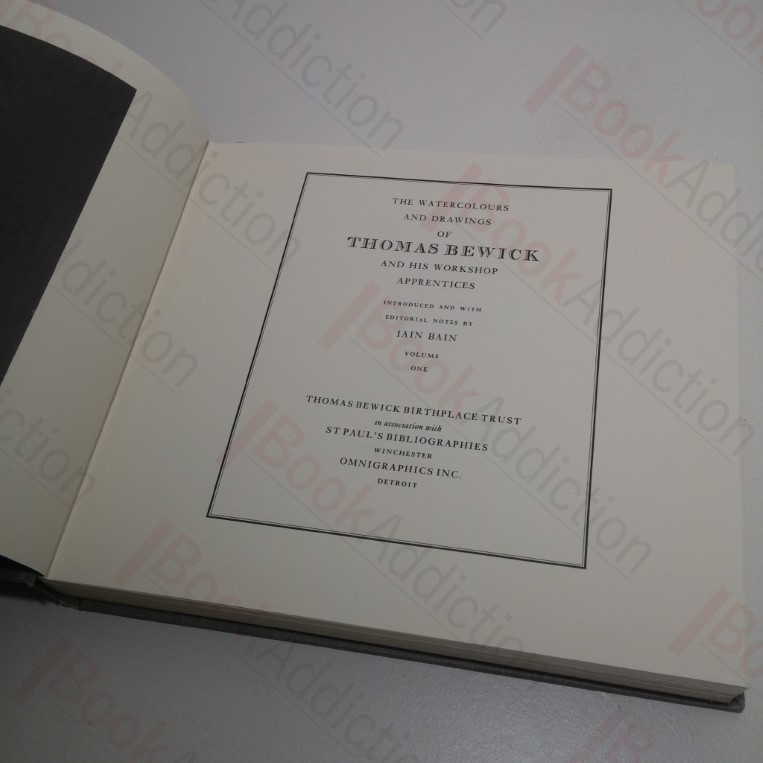 THE WATERCOLOURS
AND DRAWINGS
OF
THOMAS BEWICK
AND HIS WORKSHOP
APPRENTICES
INTRODUCED AND WITH
EDITORIAL NOTES BY
IAIN BAIN
VOLUME
ONE
THOMAS BEWICK BIRTHPLACE TRUST
in association with
ST PAUL'S BIBLIOGRAPHIES
WINCHESTER
OMNIGRAPHICS INC.
DETROIT
BookAddiction